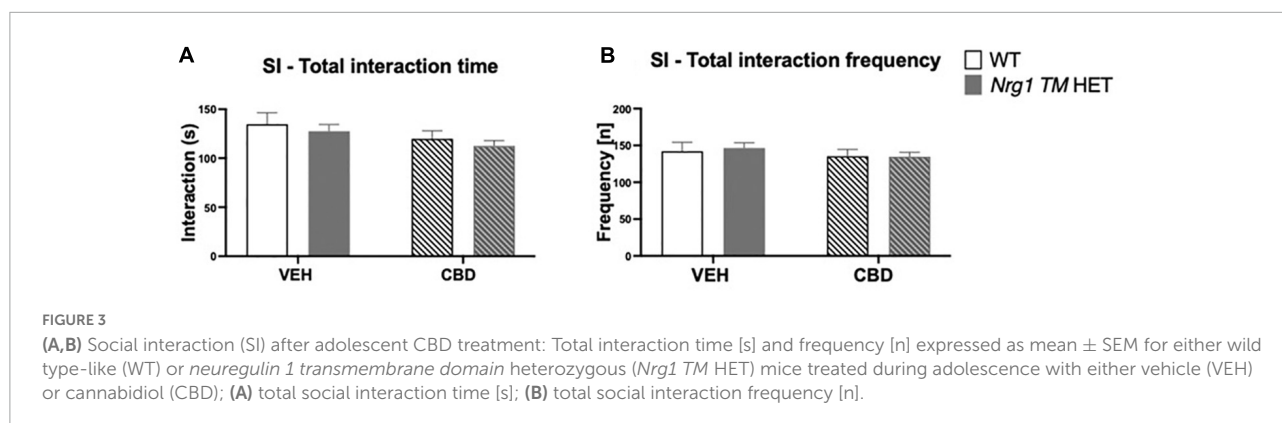 A
SI - Total interaction time
Interaction (s)
150
100
50
0
VEH
CBD
B
SI - Total interaction frequency
Frequency [n]
200
150
100
50
0
VEH
CBD
WT
Nrg1 TM HET
FIGURE 3
(A,B) Social interaction (SI) after adolescent CBD treatment: Total interaction time [s] and frequency [n] expressed as mean ± SEM for either wild
type-like (WT) or neuregulin 1 transmembrane domain heterozygous (Nrg1 TM HET) mice treated during adolescence with either vehicle (VEH)
or cannabidiol (CBD); (A) total social interaction time [s]; (B) total social interaction frequency [n].